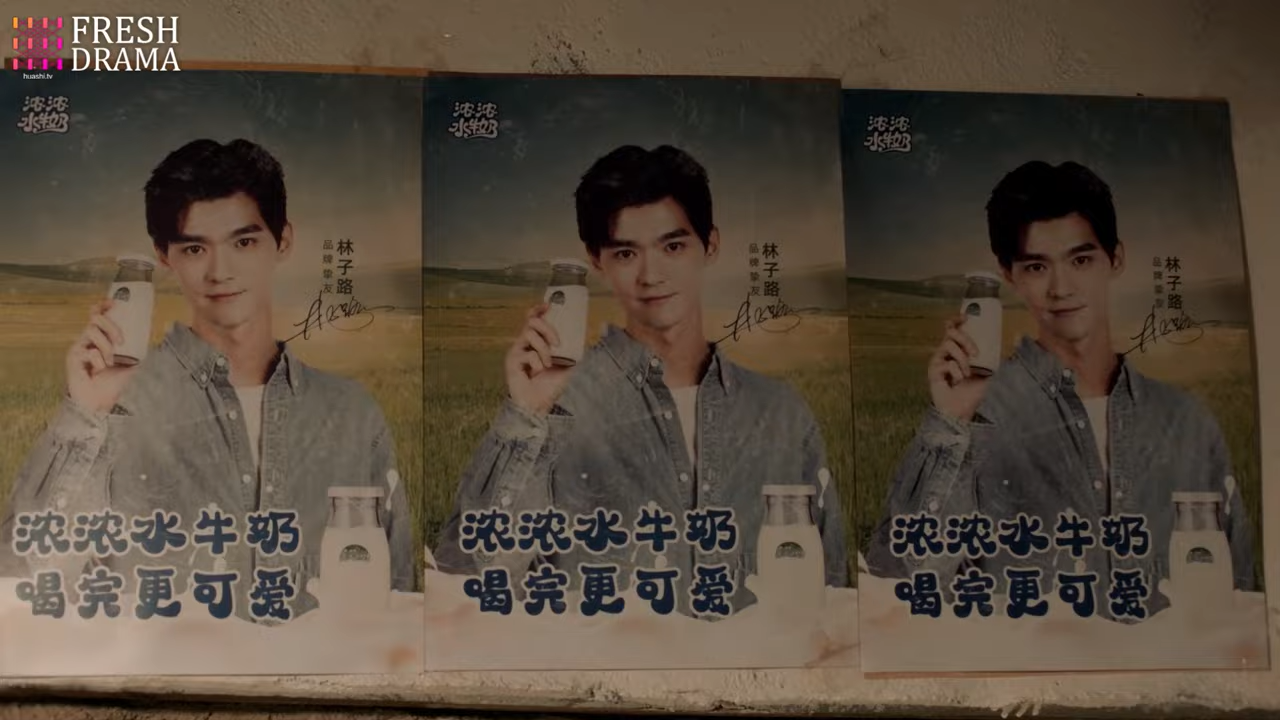 FRESH
DRAMA
huashi.tv
浓浓
水牛奶
林子路
品牌挚友
浓浓水牛奶
喝完更可爱
浓浓
水牛奶
林子路
品牌挚友
浓浓水牛奶
喝完更可爱
浓浓
水牛奶
林子路
品牌挚友
浓浓水牛奶
喝完更可爱